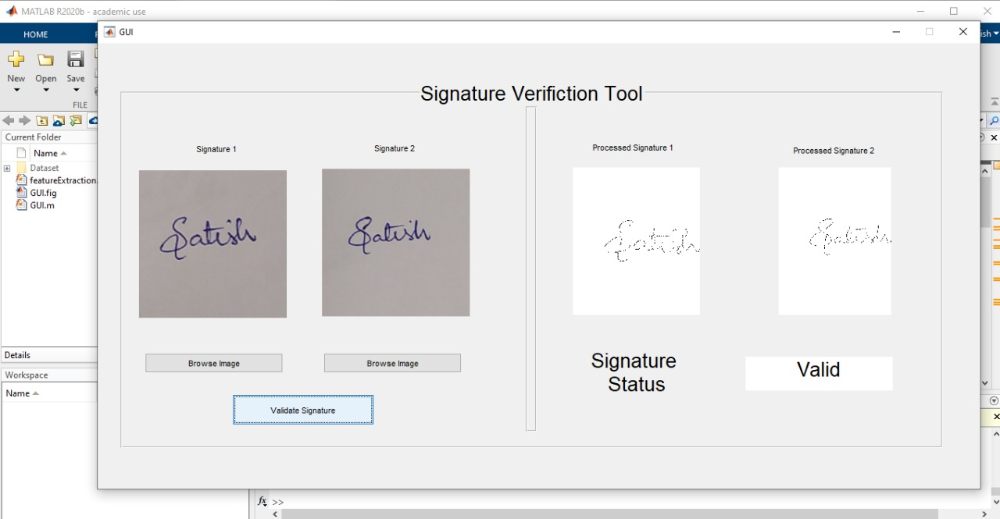 MATLAB R2020b - academic use
HOME
GUI
ish
New
Open
Save
FILE
Signature Verifiction Tool
Current Folder
Name
Dataset
featureExtraction.
GUI.fig
GUI.m
Signature 1
Signature 2
Processed Signature 1
Processed Signature 2
Satish
Satish
Satish
Satish
Details
Workspace
Name
Browse Image
Browse Image
Validate Signature
Signature
Status
Valid
fx >>